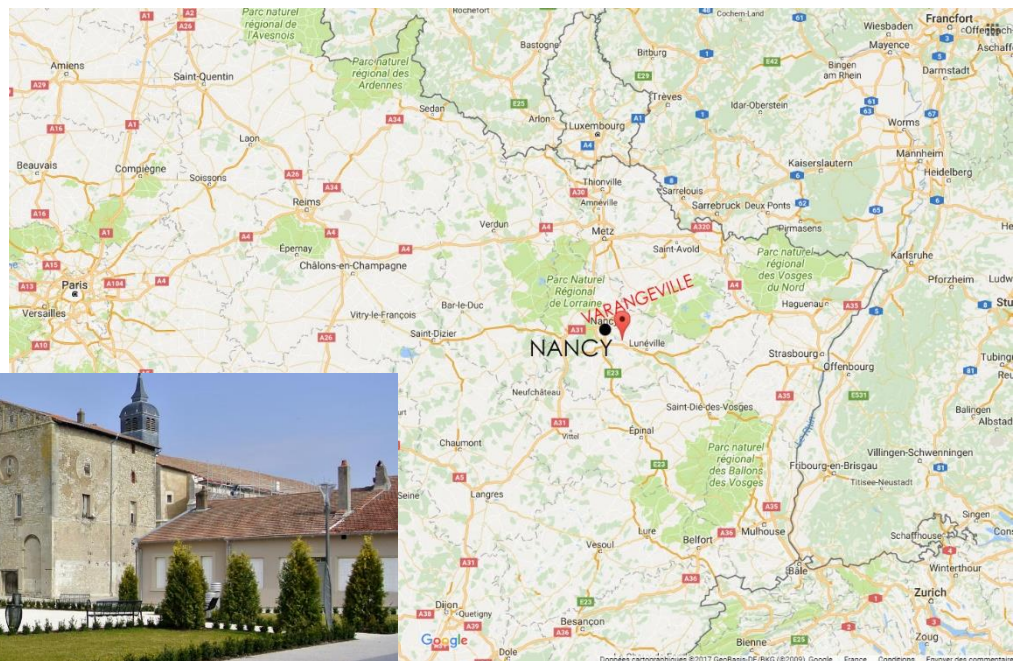 Rochefort
Cochem-Land
Francfort
Parc naturel
régional de
l'Avesnois
Wiesbaden
Offenbach
Bastogne
Bitburg
Mayence
Bingen
am Rhein
Amiens
Saint-Quentin
Parc naturel
régional des
Ardennes
Darmstadt
Trèves
Idar-Oberstein
Sedan
Arlon
Luxembourg
Worms
Laon
Mannheim
Beauvais
Compiègne
Soissons
Kaiserslautern
Heidelberg
Thionville
Amnéville
Sarrelouis
Sarrebruck
Deux Ponts
Reims
Verdun
Pirmasens
Metz
Épernay
Saint-Avold
Châlons-en-Champagne
Parc naturel
régional
des Vosges
du Nord
Karlsruhe
Paris
Parc Naturel
Régional
de Lorraine
Pforzheim
Versailles
Bar-le-Duc
Haguenau
Vitry-le-François
VARANGEVILLE
Saint-Dizier
NANCY
Lunéville
Strasbourg
Offenbourg
Neufchâteau
Saint-Dié-des-Vosges
Balingen
Albstad
Chaumont
Vittel
Épinal
Parc naturel
régional
des Ballons
des Vosges
Villingen-Schwenningen
Fribourg-en-Brisgau
Titisee-Neustadt
Langres
Singen
Lure
Mulhouse
Schaffhouse
Vesoul
Belfort
Bâle
Winterthour
Dijon
Quetigny
Zurich
Besançon
Google
Dole
Bienne
Zoug
Données cartographiques ©2017 GeoBasis-DE/BKG (©2009), Google
France
Conditions
Envoyer des commentaires